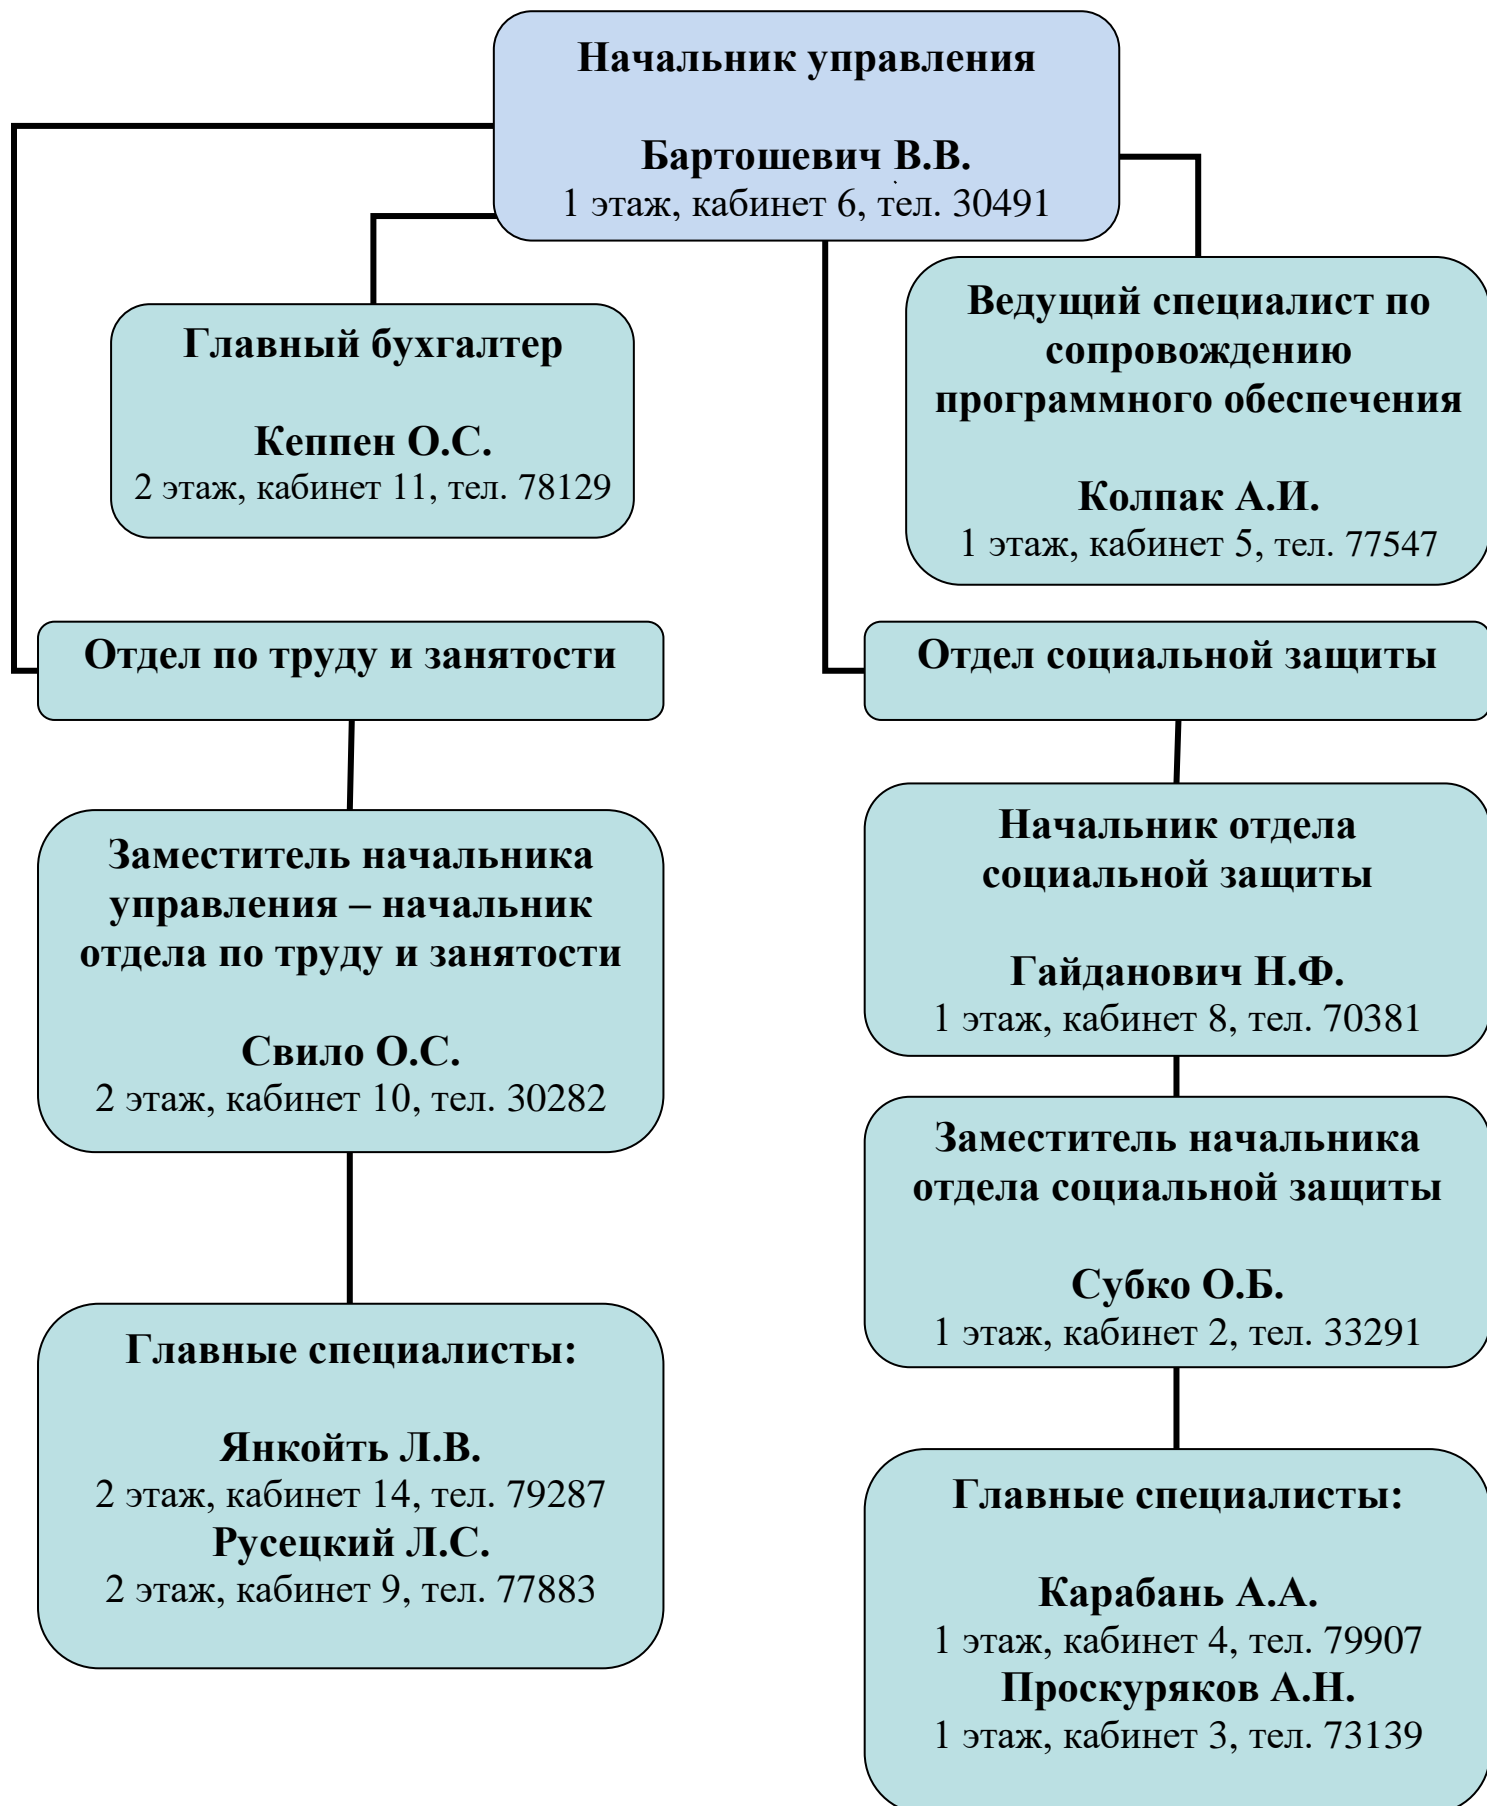 Начальник управления
Бартошевич В.В.
1 этаж, кабинет 6, тел. 30491
Главный бухгалтер
Кеппен О.С.
2 этаж, кабинет 11, тел. 78129
Ведущий специалист по
сопровождению
программного обеспечения
Колпак А.И.
1 этаж, кабинет 5, тел. 77547
Отдел по труду и занятости
Заместитель начальника
управления – начальник
отдела по труду и занятости
Свило О.С.
2 этаж, кабинет 10, тел. 30282
Главные специалисты:
Янкойть Л.В.
2 этаж, кабинет 14, тел. 79287
Русецкий Л.С.
2 этаж, кабинет 9, тел. 77883
Отдел социальной защиты
Начальник отдела
социальной защиты
Гайданович Н.Ф.
1 этаж, кабинет 8, тел. 70381
Заместитель начальника
отдела социальной защиты
Субко О.Б.
1 этаж, кабинет 2, тел. 33291
Главные специалисты:
Карабань А.А.
1 этаж, кабинет 4, тел. 79907
Проскуряков А.Н.
1 этаж, кабинет 3, тел. 73139